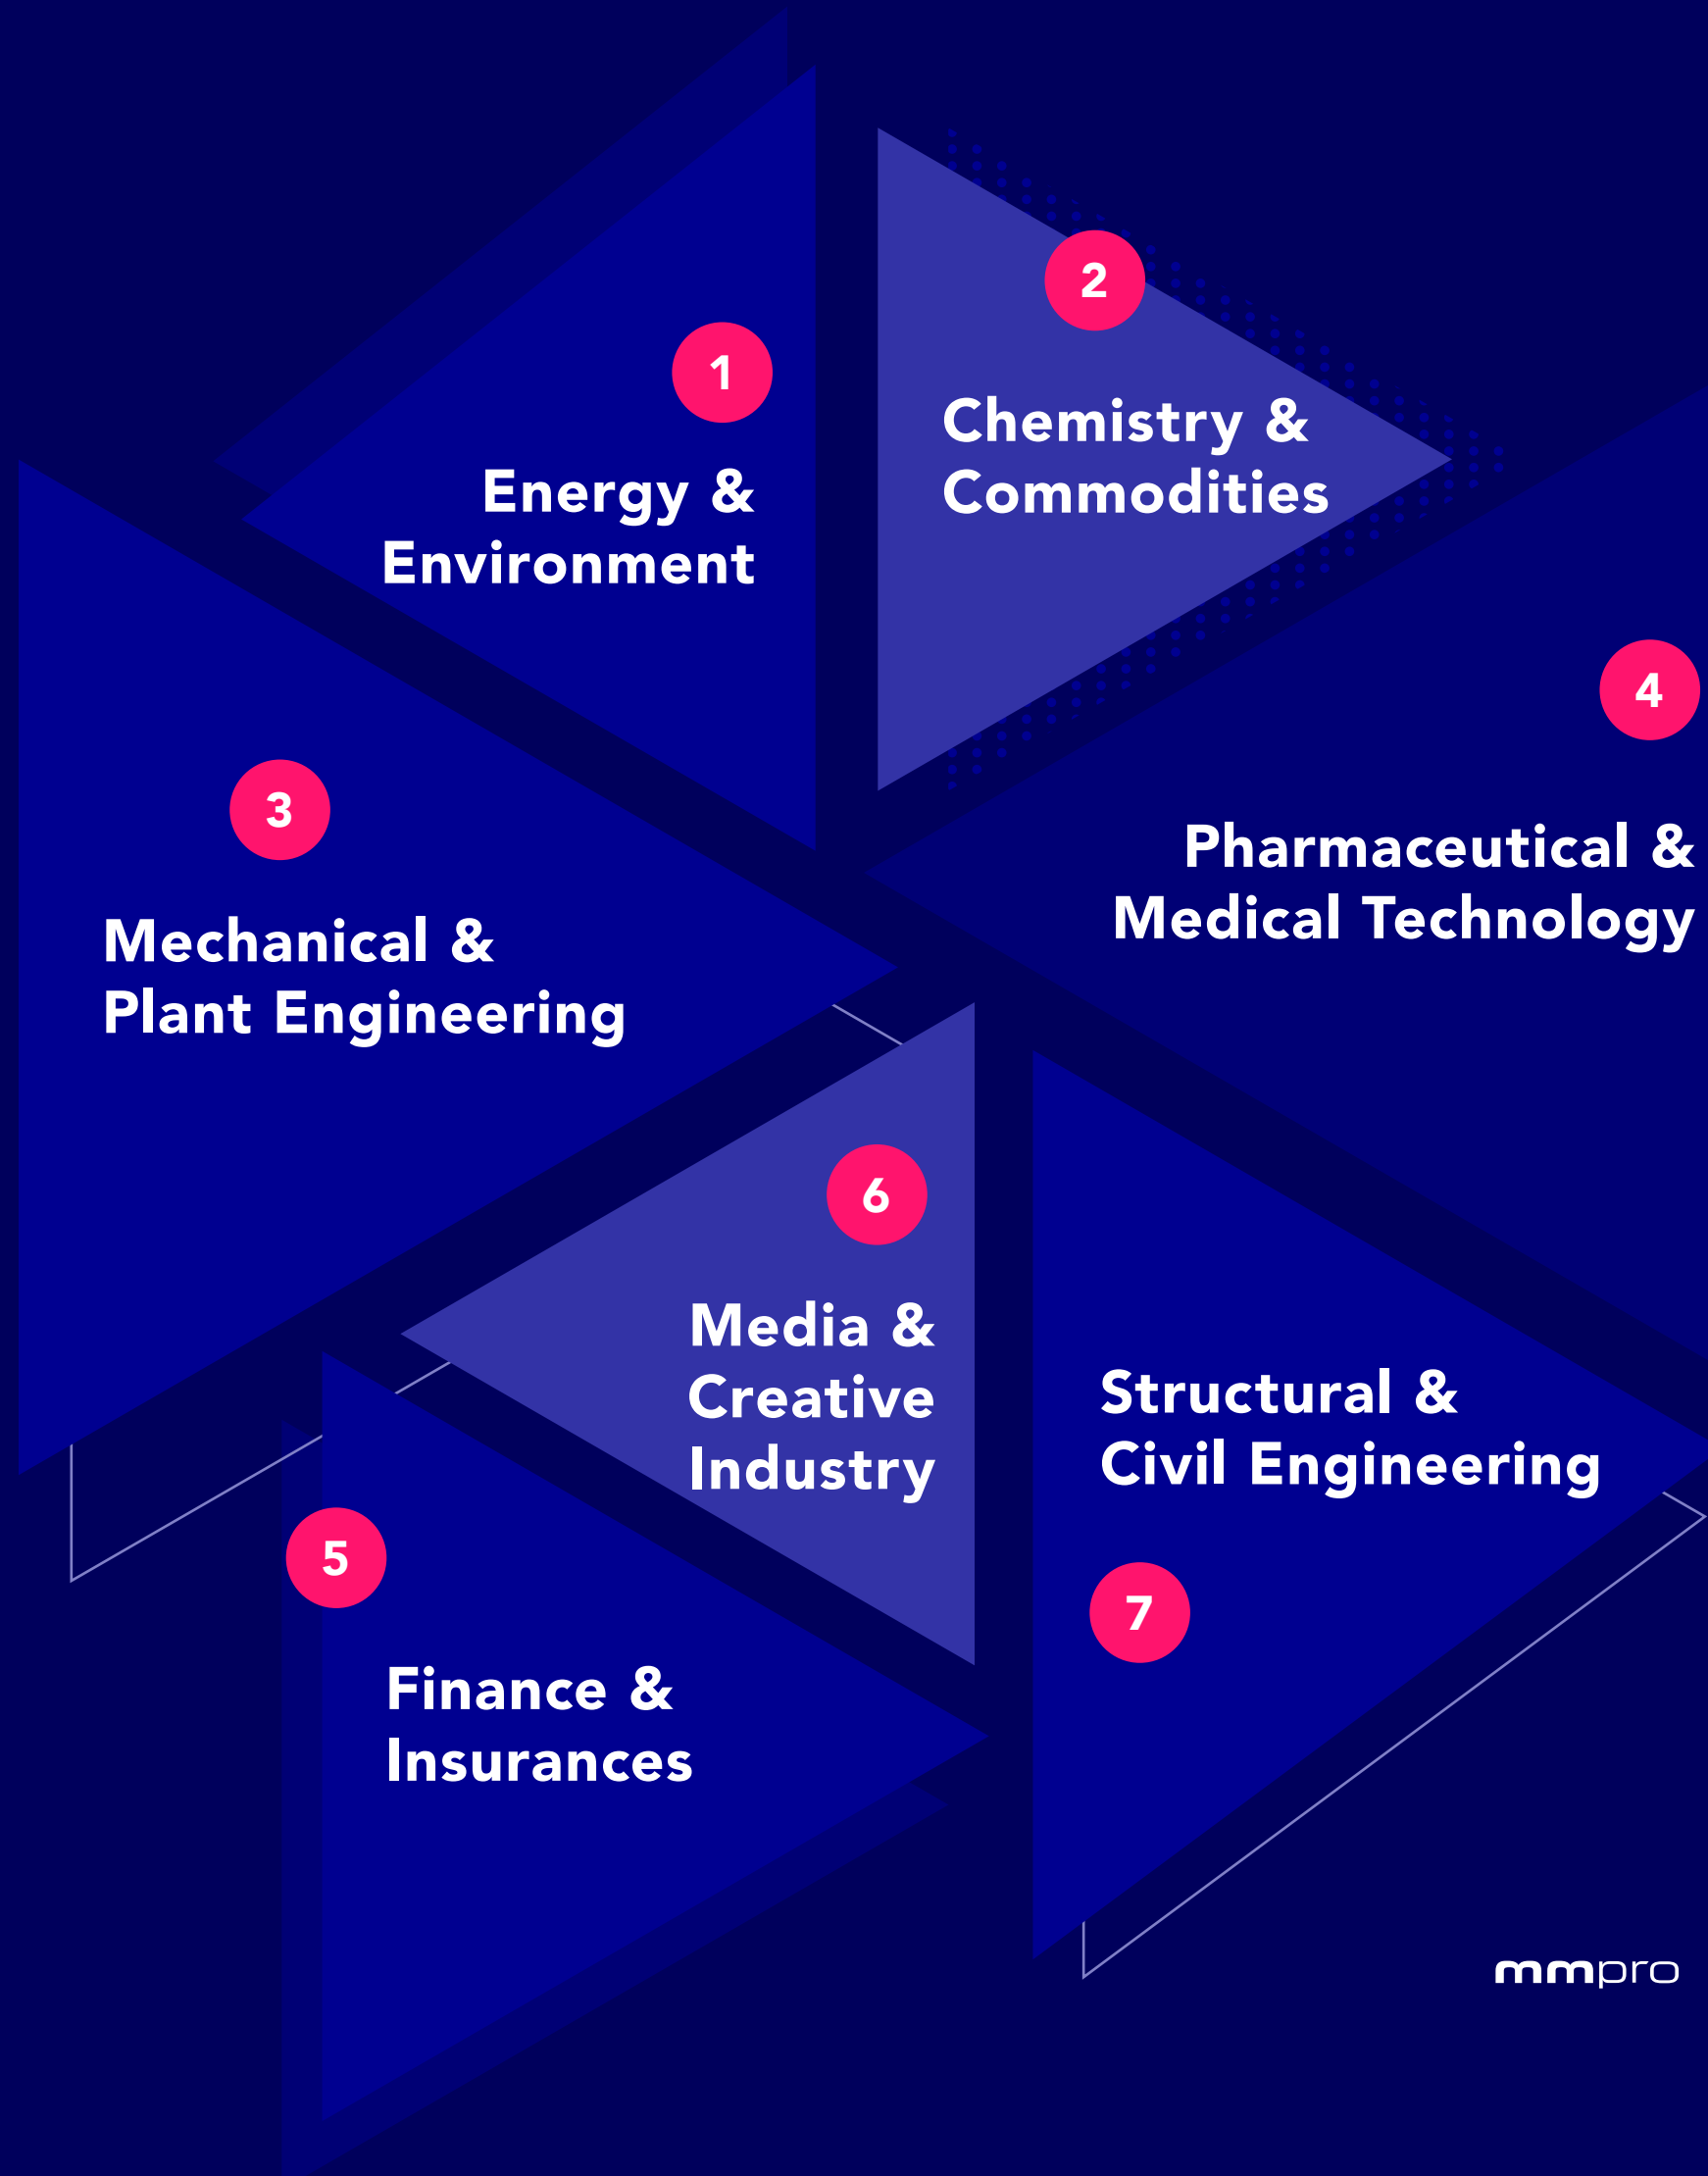 1
Energy &
Environment
2
Chemistry &
Commodities
3
Mechanical &
Plant Engineering
4
Pharmaceutical &
Medical Technology
5
Finance &
Insurances
6
Media &
Creative
Industry
7
Structural &
Civil Engineering
mmpro